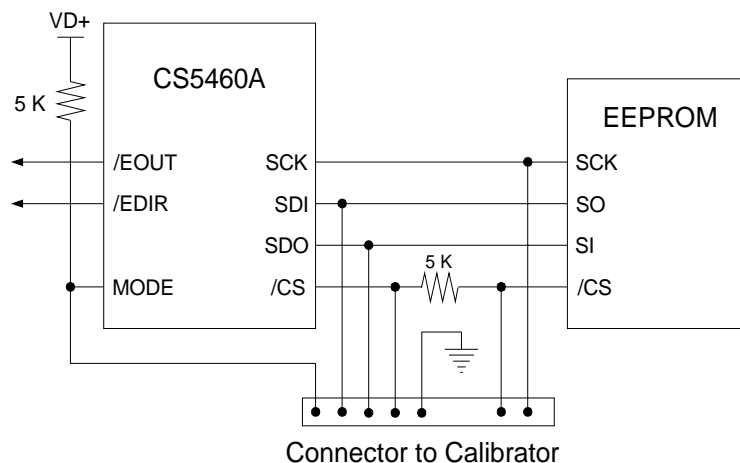 VD+
5 K
CS5460A
/EOUT
/EDIR
MODE
SCK
SDI
SDO
/CS
5 K
EEPROM
SCK
SO
SI
/CS
Connector to Calibrator